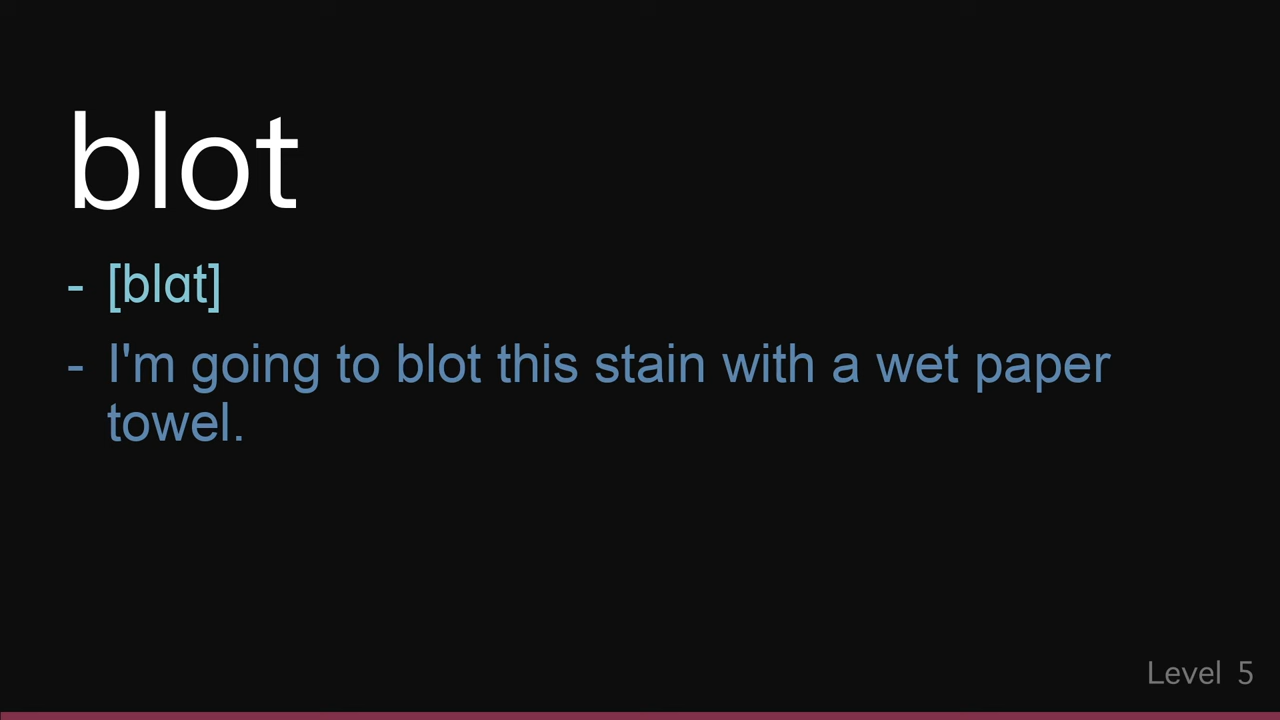 blot
- [blɑt]
- I'm going to blot this stain with a wet paper
towel.
Level 5